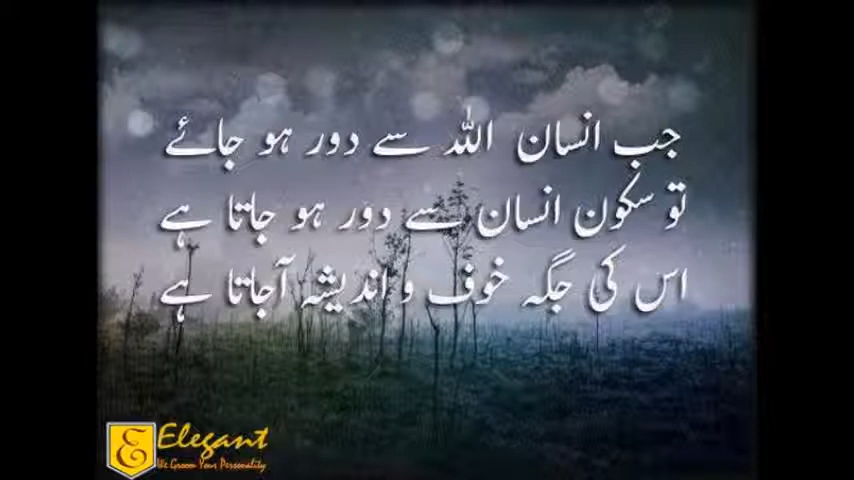 جب انسان اللہ سے دور ہو جائے
تو سکون انسان سے دور ہو جاتا ہے
اس کی جگہ خوف و اندیشہ آجاتا ہے
E Elegant
We Groom Your Personality